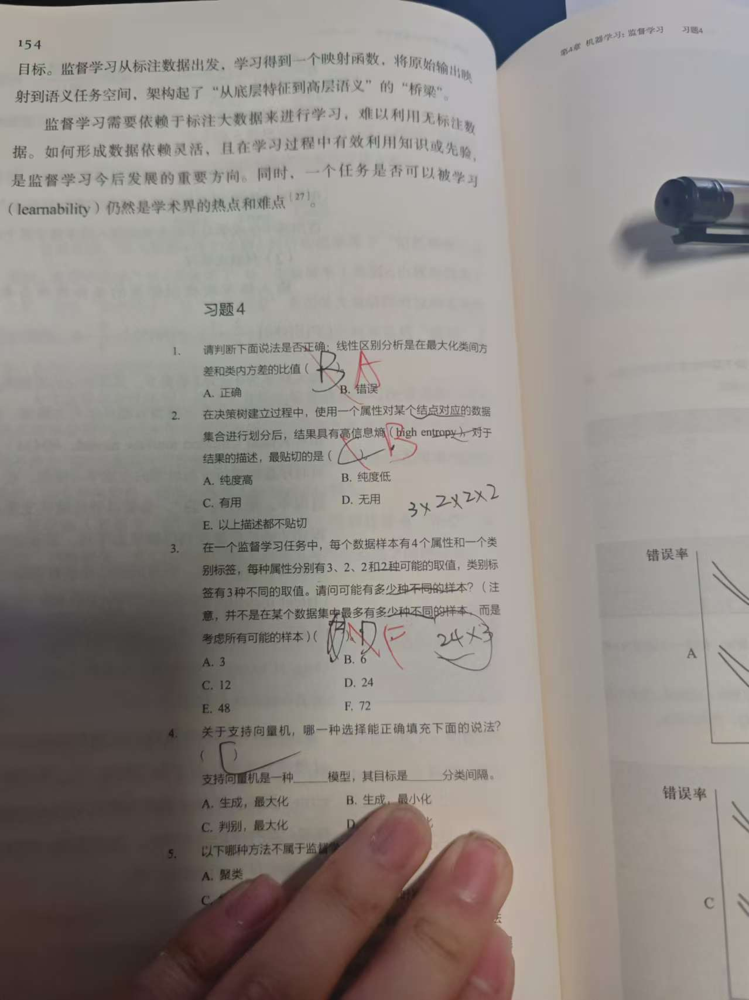 154
目标。监督学习从标注数据出发，学习得到一个映射函数，将原始输出映
射到语义任务空间，架构起了“从底层特征到高层语义”的“桥梁”。
监督学习需要依赖于标注大数据来进行学习，难以利用无标注数
据。如何形成数据依赖灵活、且在学习过程中有效利用知识或先验，
是监督学习今后发展的重要方向。同时，一个任务是否可以被学习
（learnability）仍然是学术界的热点和难点[27]。
习题4
1. 请判断下面说法是否正确：线性区别分析是在最大化类间方
差和类内方差的比值（ B ）。 A
A. 正确 B. 错误
2. 在决策树建立过程中，使用一个属性对某个结点对应的数据
集合进行划分后，结果具有高信息熵（high entropy），对于
结果的描述，最贴切的是（ C ）。 B
A. 纯度高 B. 纯度低
C. 有用 D. 无用
3×2×2×2
E. 以上描述都不贴切
3. 在一个监督学习任务中，每个数据样本有4个属性和一个类
别标签，每种属性分别有3、2、2和2种可能的取值，类别标
签有3种不同的取值。请问可能有多少种不同的样本？（注
意，并不是在某个数据集中最多有多少种不同的样本，而是
考虑所有可能的样本）（ ）。 D F 24×3
A. 3 B. 6
C. 12 D. 24
E. 48 F. 72
4. 关于支持向量机，哪一种选择能正确填充下面的说法？
（ ）
支持向量机是一种_____模型，其目标是_____分类间隔。
A. 生成，最大化 B. 生成，最小化
C. 判别，最大化 D
化
5. 以下哪种方法不属于监督学
A. 聚类
C.
法
第4章 机器学习：监督学习 习题4
错误率
A
错误率
C